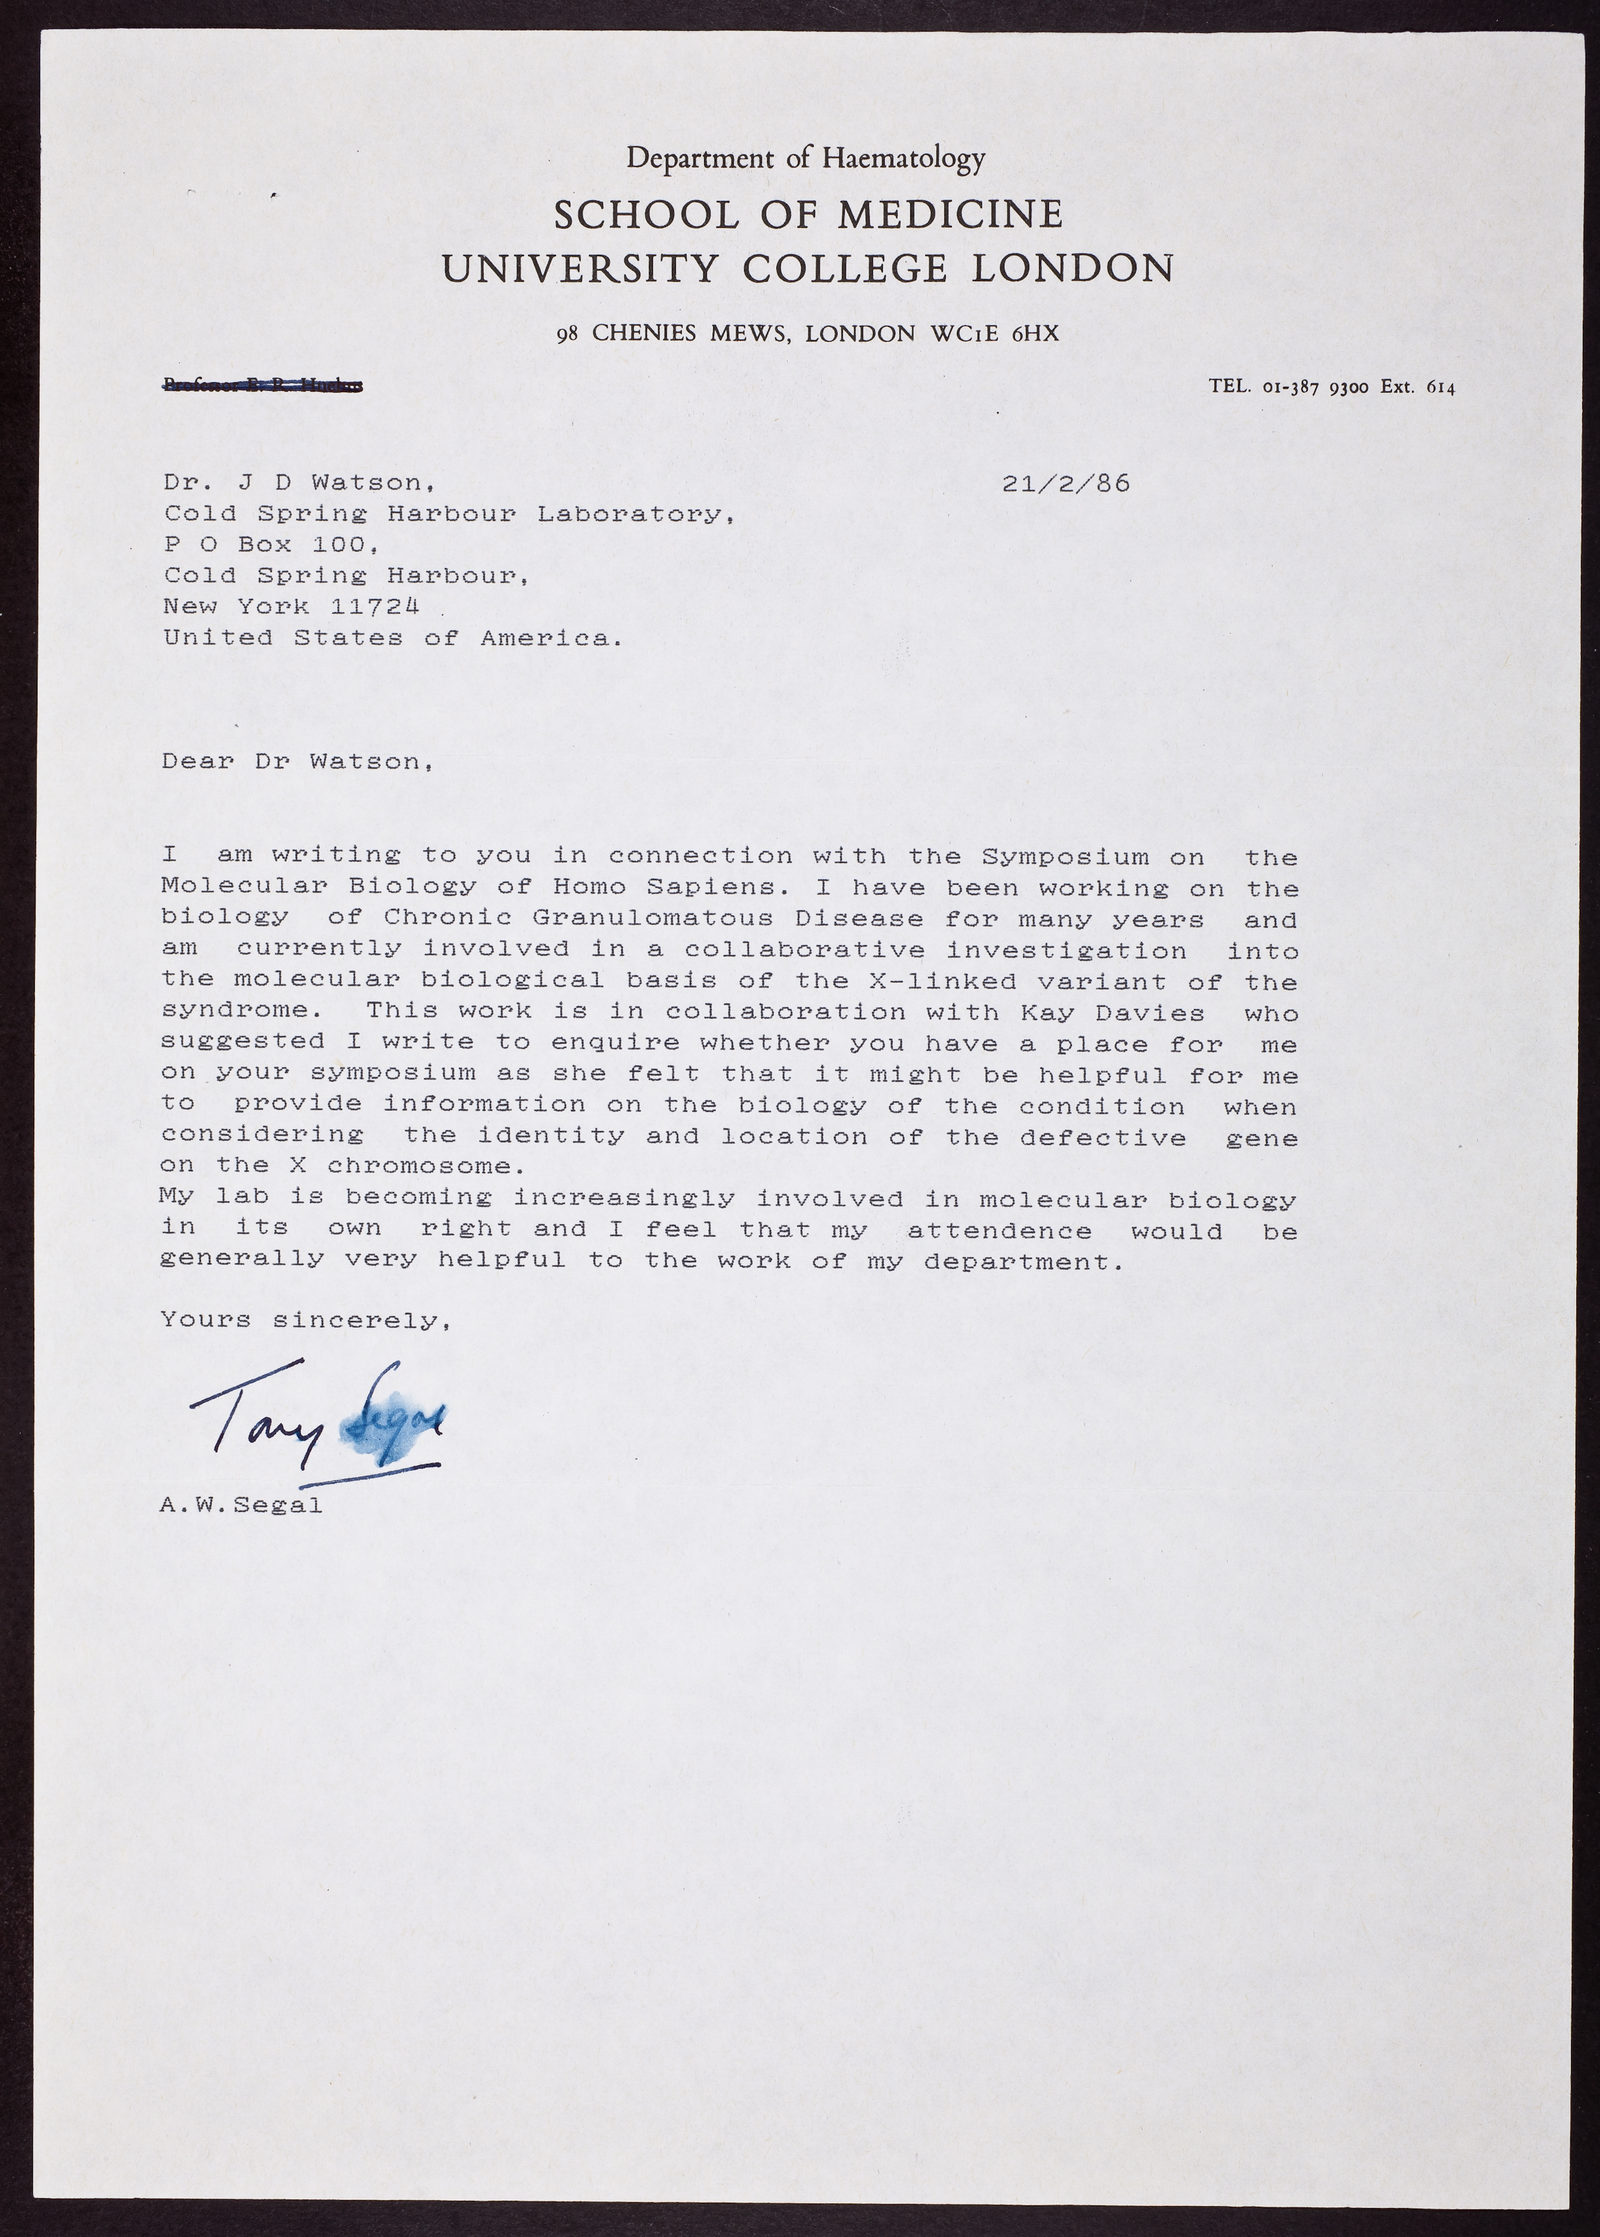 Department of Haematology
SCHOOL OF MEDICINE
UNIVERSITY COLLEGE LONDON
98 CHENIES MEWS, LONDON WC1E 6HX
Professor E. R.
TEL. 01-387 9300 Ext. 614
Dr. J D Watson,
21/2/86
Cold Spring Harbour Laboratory,
P O Box 100,
Cold Spring Harbour,
New York 11724
United States of America.
Dear Dr Watson,
I am writing to you in connection with the Symposium on the
Molecular Biology of Homo Sapiens. I have been working on the
biology of Chronic Granulomatous Disease for many years and
am currently involved in a collaborative investigation into
the molecular biological basis of the X-linked variant of the
syndrome. This work is in collaboration with Kay Davies who
suggested I write to enquire whether you have a place for me
on your symposium as she felt that it might be helpful for me
to provide information on the biology of the condition when
considering the identity and location of the defective gene
on the X chromosome.
My lab is becoming increasingly involved in molecular biology
in its own right and I feel that my attendence would be
generally very helpful to the work of my department.
Yours sincerely,
Tony Segal
A.W.Segal